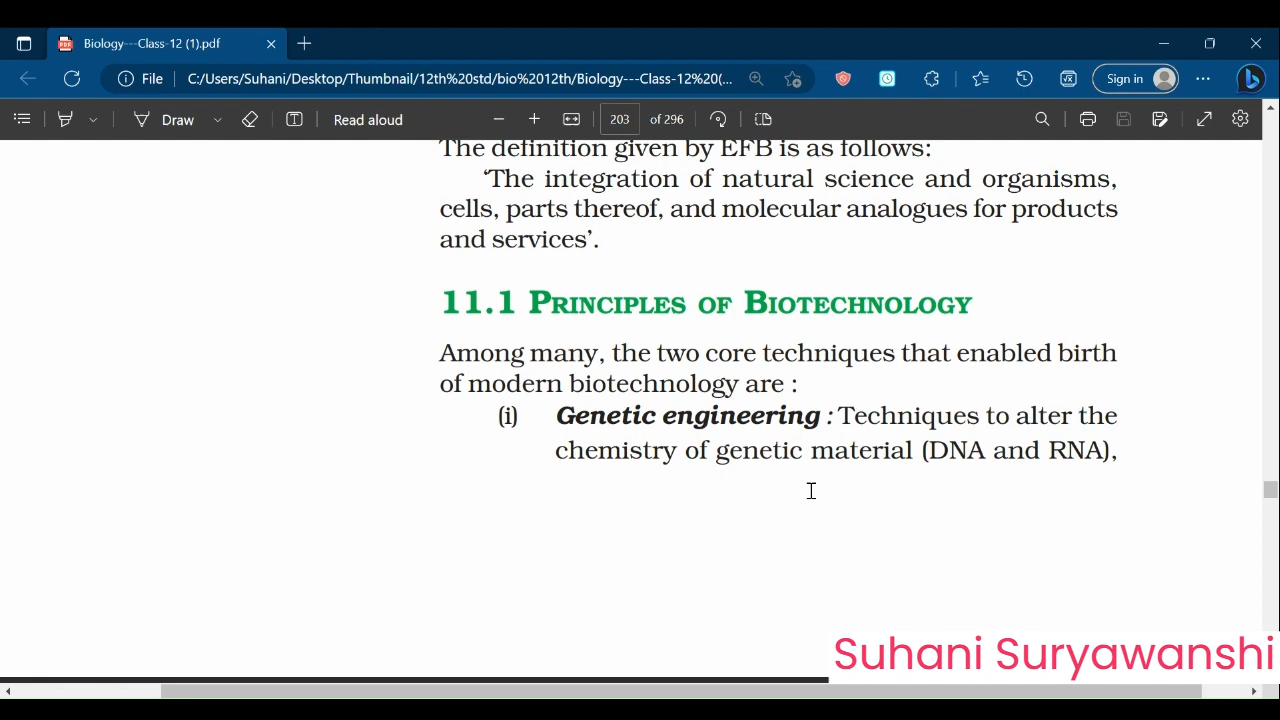 Biology---Class-12 (1).pdf
File
C:/Users/Suhani/Desktop/Thumbnail/12th%20std/bio%2012th/Biology---Class-12%20(...
Sign in
Draw
Read aloud
203 of 296
The definition given by EFB is as follows:
‘The integration of natural science and organisms,
cells, parts thereof, and molecular analogues for products
and services’.
11.1 PRINCIPLES OF BIOTECHNOLOGY
Among many, the two core techniques that enabled birth
of modern biotechnology are :
(i) Genetic engineering : Techniques to alter the
chemistry of genetic material (DNA and RNA),
Suhani Suryawanshi